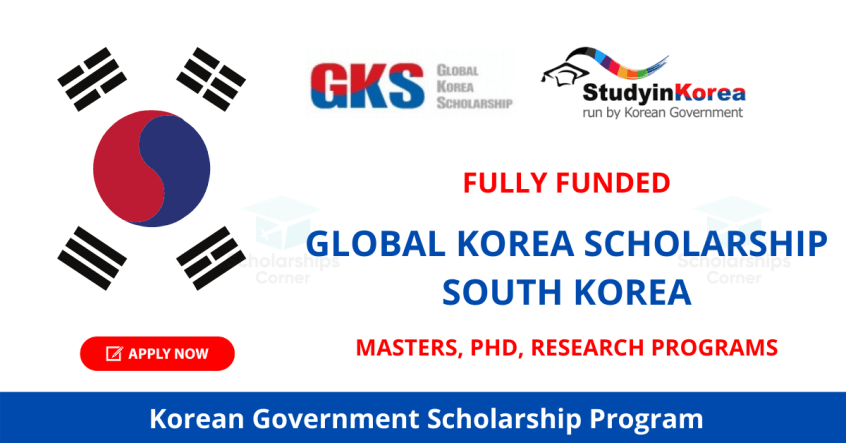 GKS
GLOBAL
KOREA
SCHOLARSHIP
StudyinKorea
run by Korean Government
FULLY FUNDED
GLOBAL KOREA SCHOLARSHIP
SOUTH KOREA
Scholarships
Corner
Scholarships
Corner
MASTERS, PHD, RESEARCH PROGRAMS
APPLY NOW
Korean Government Scholarship Program